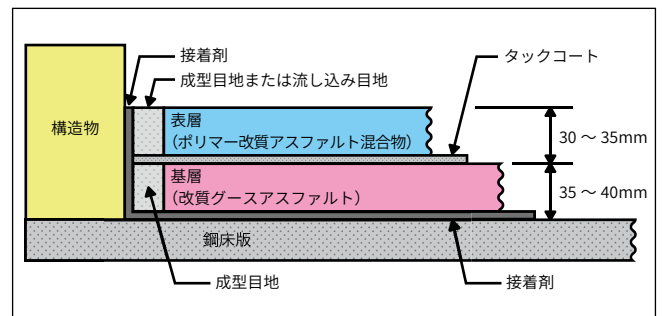 接着剤
タックコート
成型目地または流し込み目地
構造物
表層
（ポリマー改質アスファルト混合物）
30 ～ 35mm
基層
（改質グースアスファルト）
35 ～ 40mm
鋼床版
成型目地
接着剤